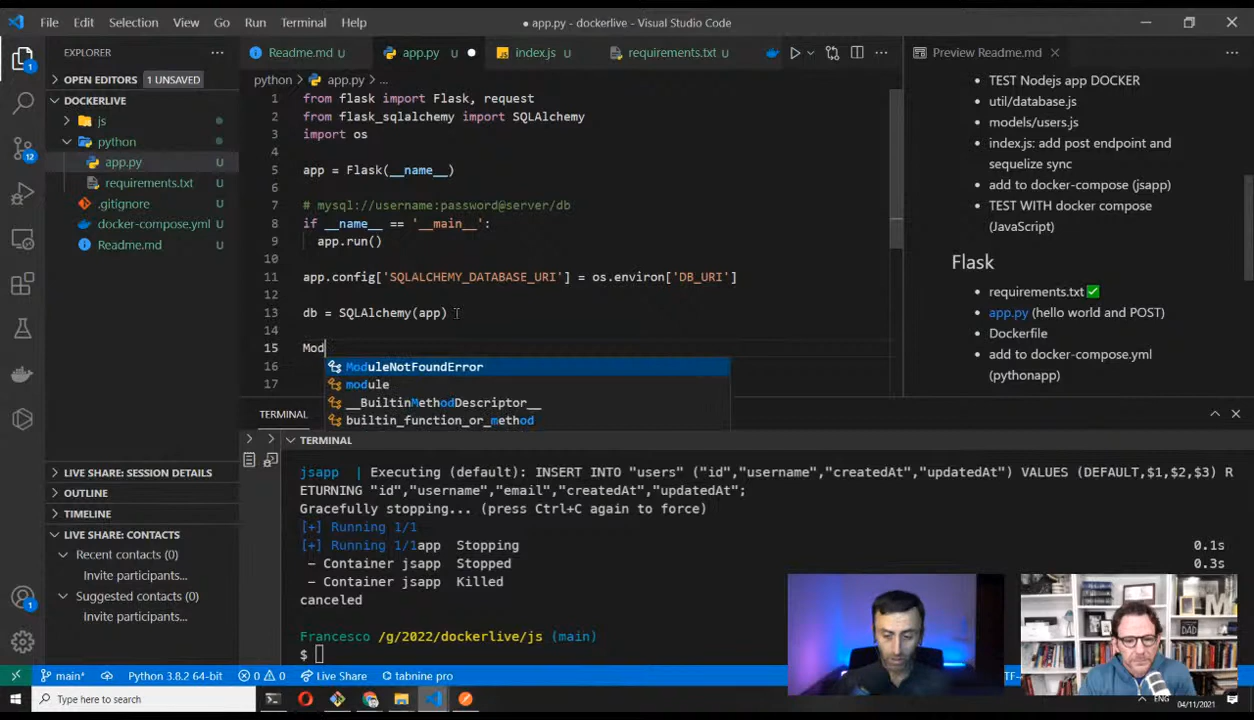 File Edit Selection View Go Run Terminal Help
● app.py - dockerlive - Visual Studio Code
EXPLORER
OPEN EDITORS 1 UNSAVED
DOCKERLIVE
js
python
app.py U
requirements.txt U
.gitignore U
docker-compose.yml U
Readme.md U
LIVE SHARE: SESSION DETAILS
OUTLINE
TIMELINE
LIVE SHARE: CONTACTS
Recent contacts (0)
Invite participants...
Suggested contacts (0)
Invite participants...
1
12
1
Readme.md U app.py U index.js U requirements.txt U
python > app.py > ...
1 from flask import Flask, request
2 from flask_sqlalchemy import SQLAlchemy
3 import os
4
5 app = Flask(__name__)
6
7 # mysql://username:password@server/db
8 if __name__ == '__main__':
9 app.run()
10
11 app.config['SQLALCHEMY_DATABASE_URI'] = os.environ['DB_URI']
12
13 db = SQLAlchemy(app)
14
15 Mod
16
17
ModuleNotFoundError
module
__BuiltinMethodDescriptor__
builtin_function_or_method
Preview Readme.md
TEST Nodejs app DOCKER
util/database.js
models/users.js
index.js: add post endpoint and
sequelize sync
add to docker-compose (jsapp)
TEST WITH docker compose
(JavaScript)
Flask
requirements.txt ✅
app.py (hello world and POST)
Dockerfile
add to docker-compose.yml
(pythonapp)
TERMINAL
TERMINAL
jsapp | Executing (default): INSERT INTO "users" ("id","username","createdAt","updatedAt") VALUES (DEFAULT,$1,$2,$3) R
ETURNING "id","username","email","createdAt","updatedAt";
Gracefully stopping... (press Ctrl+C again to force)
[+] Running 1/1
[+] Running 1/1app Stopping 0.1s
- Container jsapp Stopped 0.3s
- Container jsapp Killed
canceled
Francesco /g/2022/dockerlive/js (main)
$
main* Python 3.8.2 64-bit 0 0 Live Share tabnine pro
Type here to search
ENG
04/11/2021